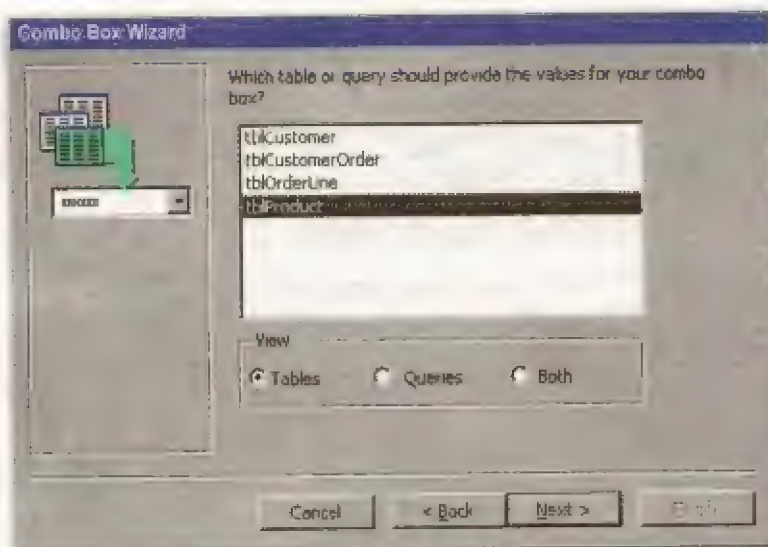 Combo Box Wizard
Which table or query should provide the values for your combo
box?
tblCustomer
tblCustomerOrder
tblOrderLine
tblProduct
View
Tables
Queries
Both
Cancel
< Back
Next >
Finish